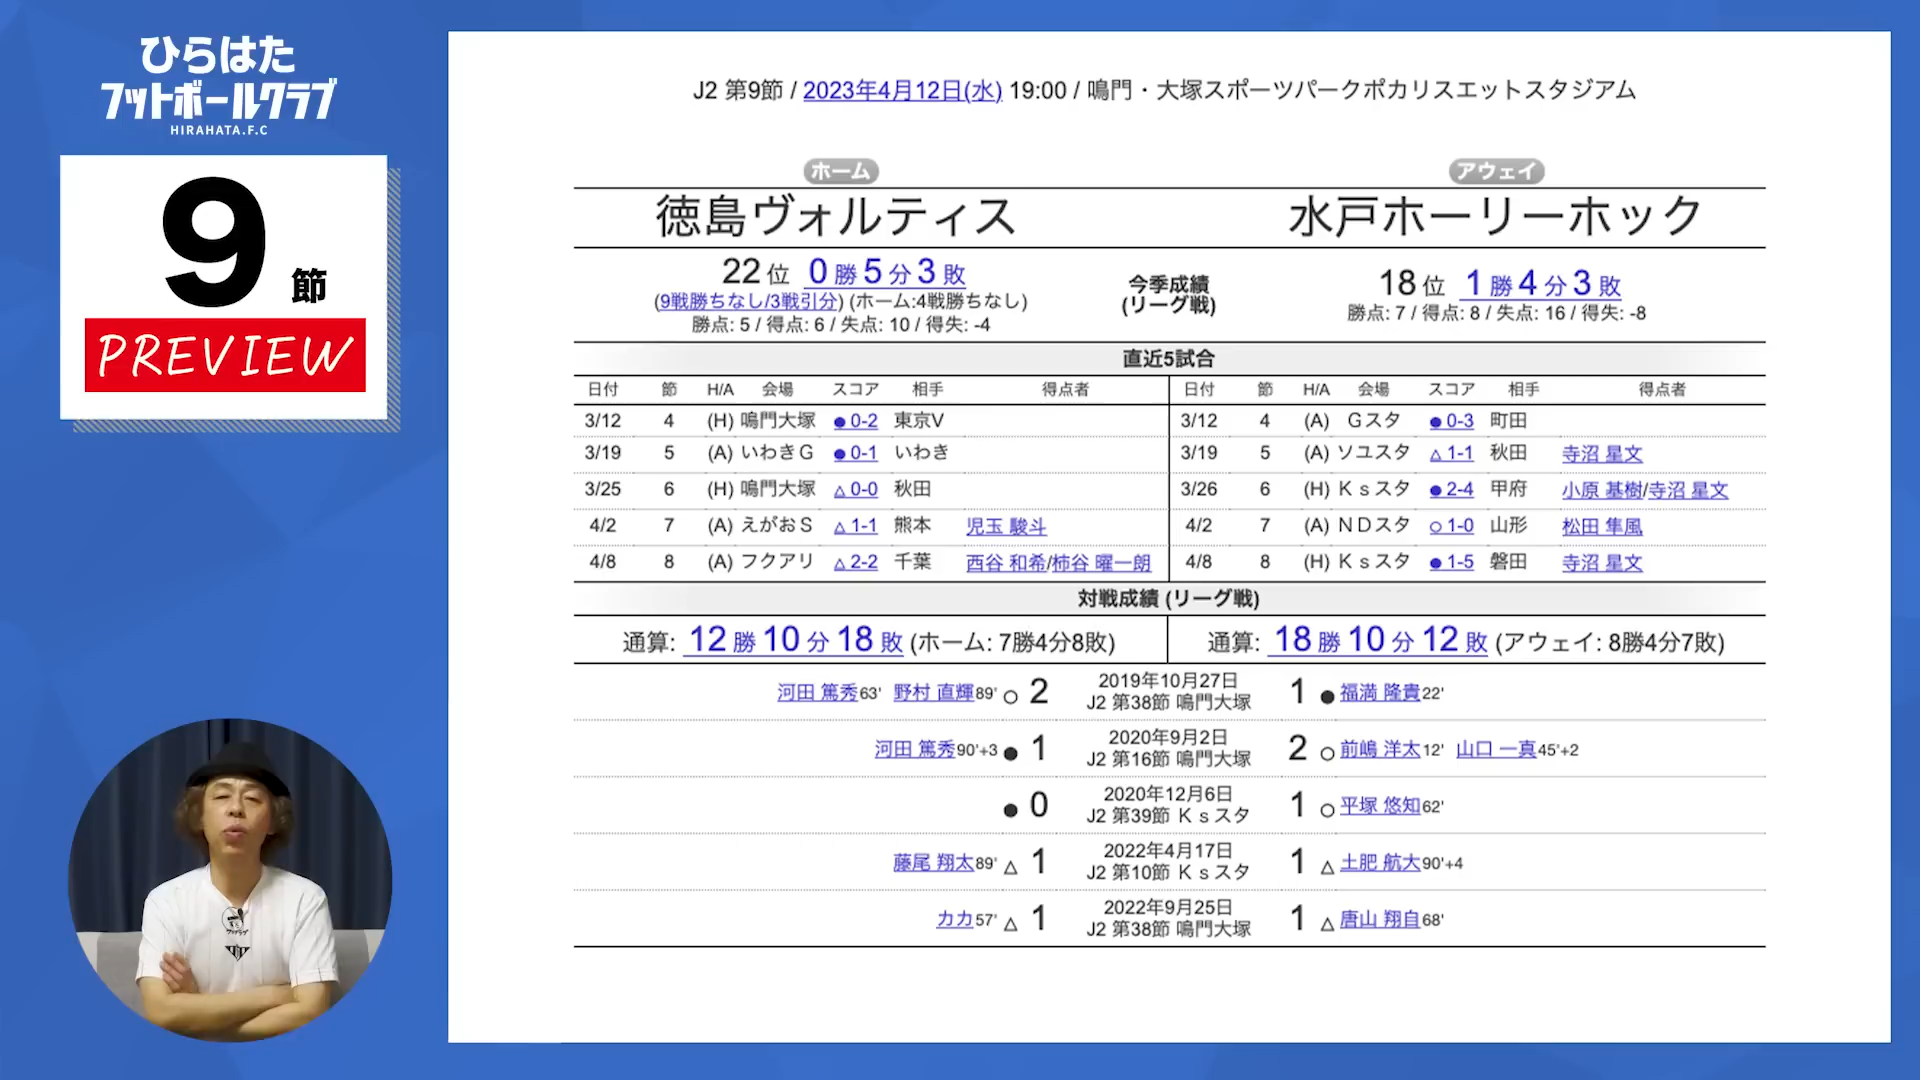 ひらはた
フットボールクラブ
HIRAHATA.F.C
9 節
PREVIEW
J2 第9節 / 2023年4月12日(水) 19:00 / 鳴門・大塚スポーツパークポカリスエットスタジアム
ホーム アウェイ
徳島ヴォルティス 水戸ホーリーホック
22位 0勝5分3敗 今季成績 18位 1勝4分3敗
(9戦勝ちなし/3戦引分) (ホーム:4戦勝ちなし) (リーグ戦)
勝点: 5 / 得点: 6 / 失点: 10 / 得失: -4 勝点: 7 / 得点: 8 / 失点: 16 / 得失: -8
直近5試合
日付 節 H/A 会場 スコア 相手 得点者 日付 節 H/A 会場 スコア 相手 得点者
3/12 4 (H) 鳴門大塚 ●0-2 東京V 3/12 4 (A) Gスタ ●0-3 町田
3/19 5 (A) いわきG ●0-1 いわき 3/19 5 (A) ソユスタ △1-1 秋田 寺沼 星文
3/25 6 (H) 鳴門大塚 △0-0 秋田 3/26 6 (H) Ksスタ ●2-4 甲府 小原 基樹/寺沼 星文
4/2 7 (A) えがおS △1-1 熊本 児玉 駿斗 4/2 7 (A) NDスタ ○1-0 山形 松田 隼風
4/8 8 (A) フクアリ △2-2 千葉 西谷 和希/柿谷 曜一朗 4/8 8 (H) Ksスタ ●1-5 磐田 寺沼 星文
対戦成績 (リーグ戦)
通算: 12勝10分18敗 (ホーム: 7勝4分8敗) 通算: 18勝10分12敗 (アウェイ: 8勝4分7敗)
河田 篤秀63' 野村 直輝89' ○ 2 2019年10月27日 1 ● 福満 隆貴22'
J2 第38節 鳴門大塚
河田 篤秀90'+3 ● 1 2020年9月2日 2 ○ 前嶋 洋太12' 山口 一真45'+2
J2 第16節 鳴門大塚
● 0 2020年12月6日 1 ○ 平塚 悠知62'
J2 第39節 Ksスタ
藤尾 翔太89' △ 1 2022年4月17日 1 △ 土肥 航大90'+4
J2 第10節 Ksスタ
カカ57' △ 1 2022年9月25日 1 △ 唐山 翔自68'
J2 第38節 鳴門大塚